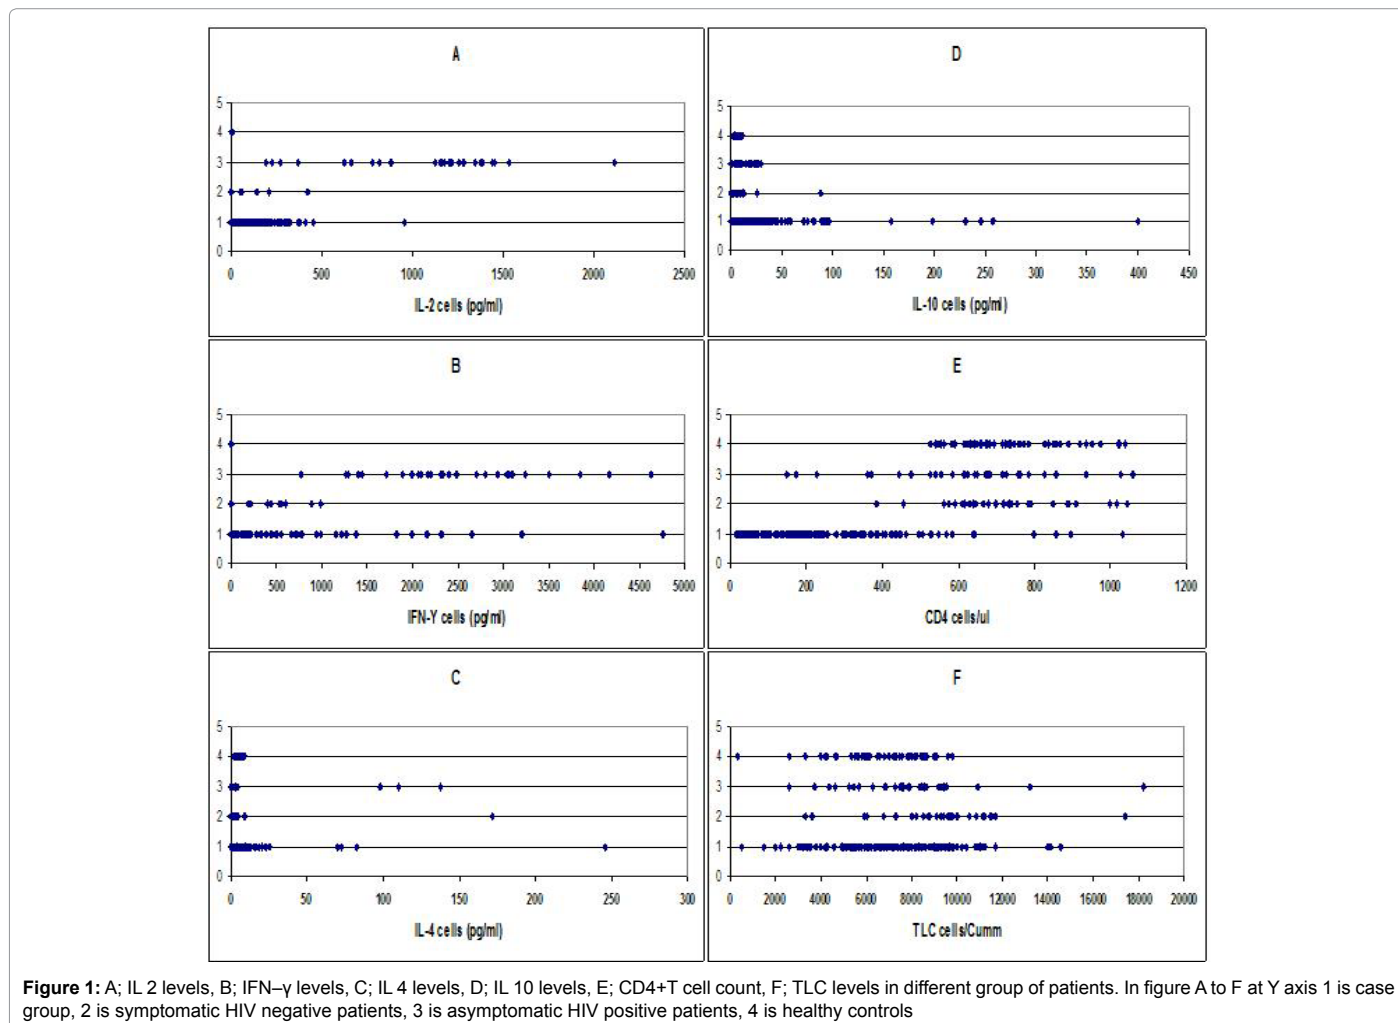 A
5
4
3
2
1
0
0 500 1000 1500 2000 2500
IL-2 cells (pg/ml)
D
5
4
3
2
1
0
0 50 100 150 200 250 300 350 400 450
IL-10 cells (pg/ml)
B
5
4
3
2
1
0
0 500 1000 1500 2000 2500 3000 3500 4000 4500 5000
IFN-Y cells (pg/ml)
E
5
4
3
2
1
0
0 200 400 600 800 1000 1200
CD4 cells/ul
C
5
4
3
2
1
0
0 50 100 150 200 250 300
IL-4 cells (pg/ml)
F
5
4
3
2
1
0
0 2000 4000 6000 8000 10000 12000 14000 16000 18000 20000
TLC cells/Cumm
Figure 1: A; IL 2 levels, B; IFN–γ levels, C; IL 4 levels, D; IL 10 levels, E; CD4+T cell count, F; TLC levels in different group of patients. In figure A to F at Y axis 1 is case
group, 2 is symptomatic HIV negative patients, 3 is asymptomatic HIV positive patients, 4 is healthy controls